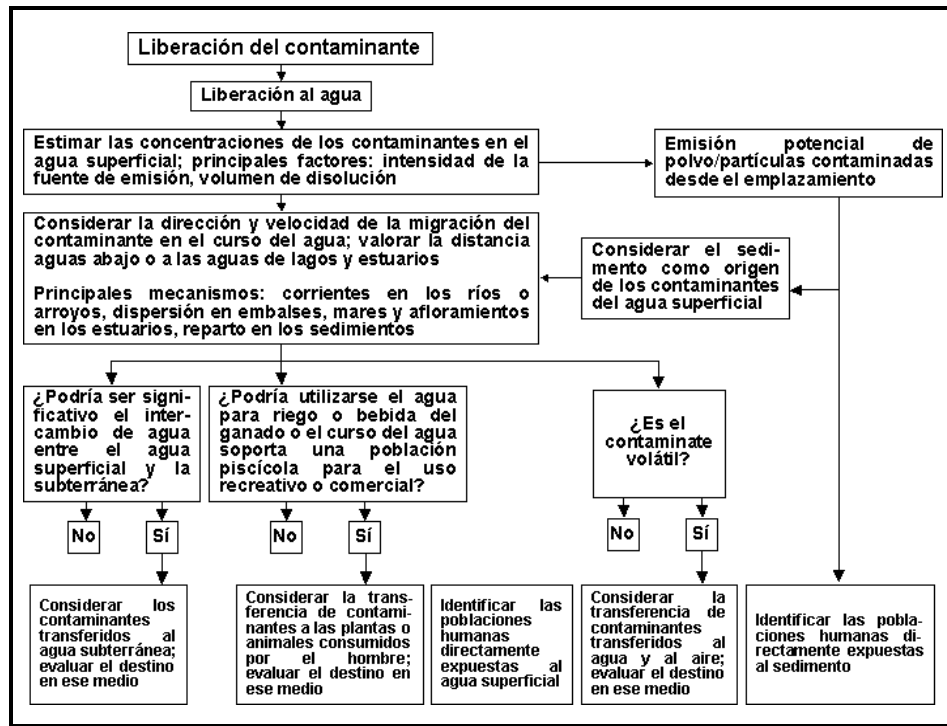 Liberación del contaminante
Liberación al agua
Estimar las concentraciones de los contaminantes en el
agua superficial; principales factores: intensidad de la
fuente de emisión, volumen de disolución
Emisión potencial de
polvo/partículas contaminadas
desde el emplazamiento
Considerar la dirección y velocidad de la migración del
contaminante en el curso del agua; valorar la distancia
aguas abajo o a las aguas de lagos y estuarios
Principales mecanismos: corrientes en los ríos o
arroyos, dispersión en embalses, mares y afloramientos
en los estuarios, reparto en los sedimentos
Considerar el sedi-
mento como origen
de los contaminantes
del agua superficial
¿Podría ser signi-
ficativo el inter-
cambio de agua
entre el agua
superficial y la
subterránea?
¿Podría utilizarse el agua
para riego o bebida del
ganado o el curso del agua
soporta una población
piscícola para el uso
recreativo o comercial?
¿Es el
contaminate
volátil?
No
Sí
No
Sí
No
Sí
Considerar los
contaminantes
transferidos al
agua subterránea;
evaluar el destino
en ese medio
Considerar la trans-
ferencia de contami-
nantes a las plantas o
animales consumidos
por el hombre;
evaluar el destino en
ese medio
Identificar las
poblaciones
humanas
directamente
expuestas al
agua superficial
Considerar la
transferencia de
contaminantes
transferidos al
agua y al aire;
evaluar el destino
en ese medio
Identificar las pobla-
ciones humanas di-
rectamente expuestas
al sedimento